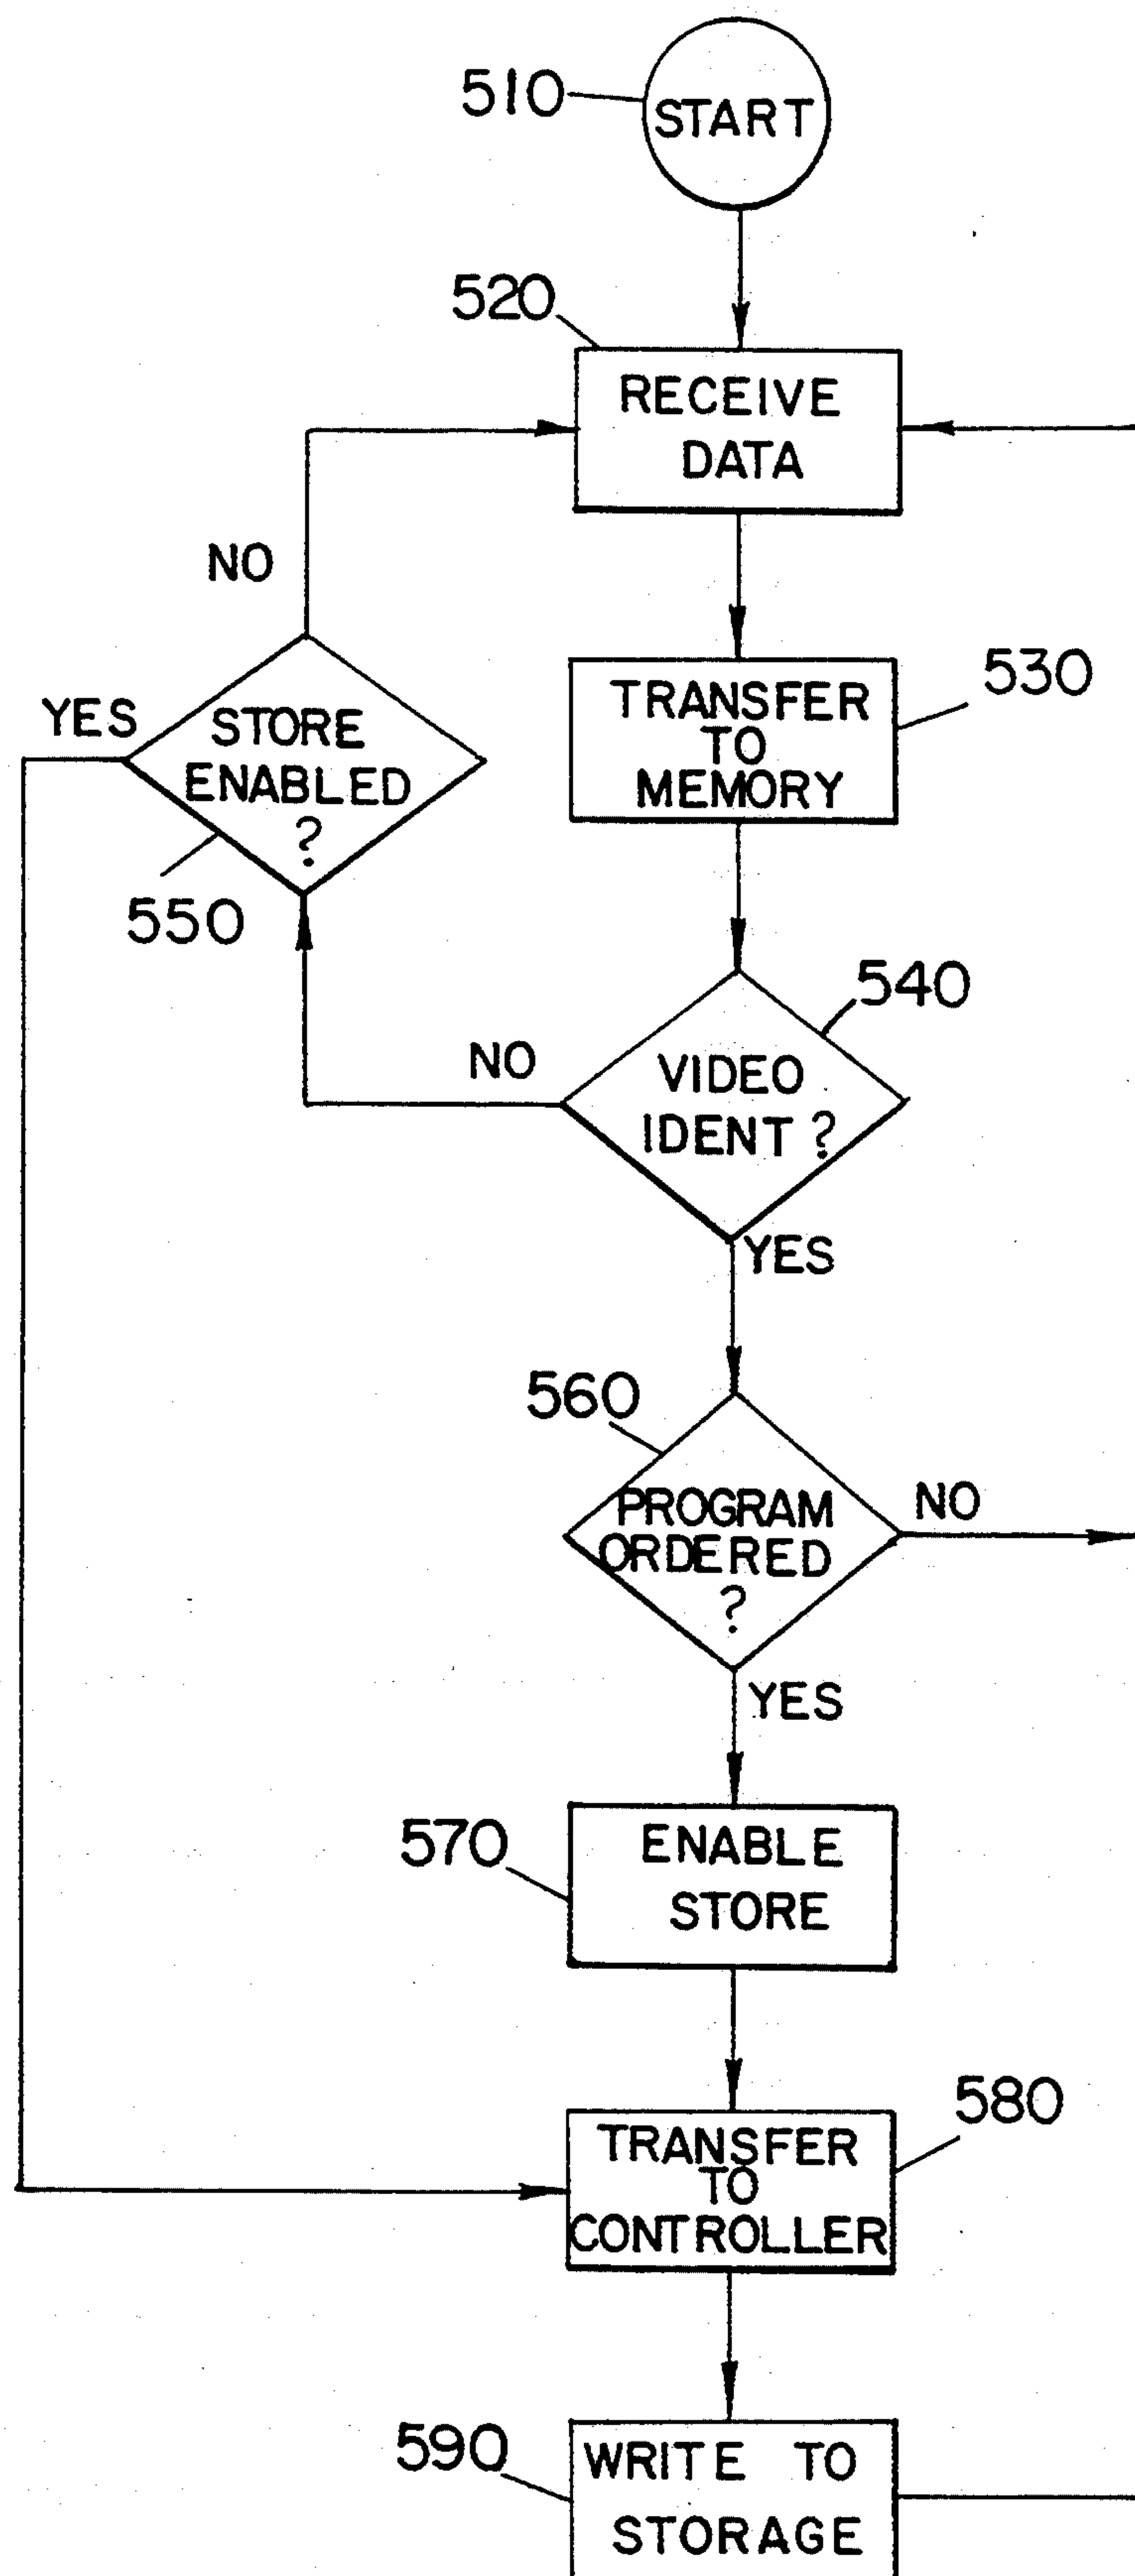 510
START
520
RECEIVE
DATA
NO
530
TRANSFER
TO
MEMORY
YES
STORE
ENABLED
?
550
540
NO
VIDEO
IDENT ?
YES
560
PROGRAM
ORDERED
?
NO
YES
570
ENABLE
STORE
580
TRANSFER
TO
CONTROLLER
590
WRITE TO
STORAGE